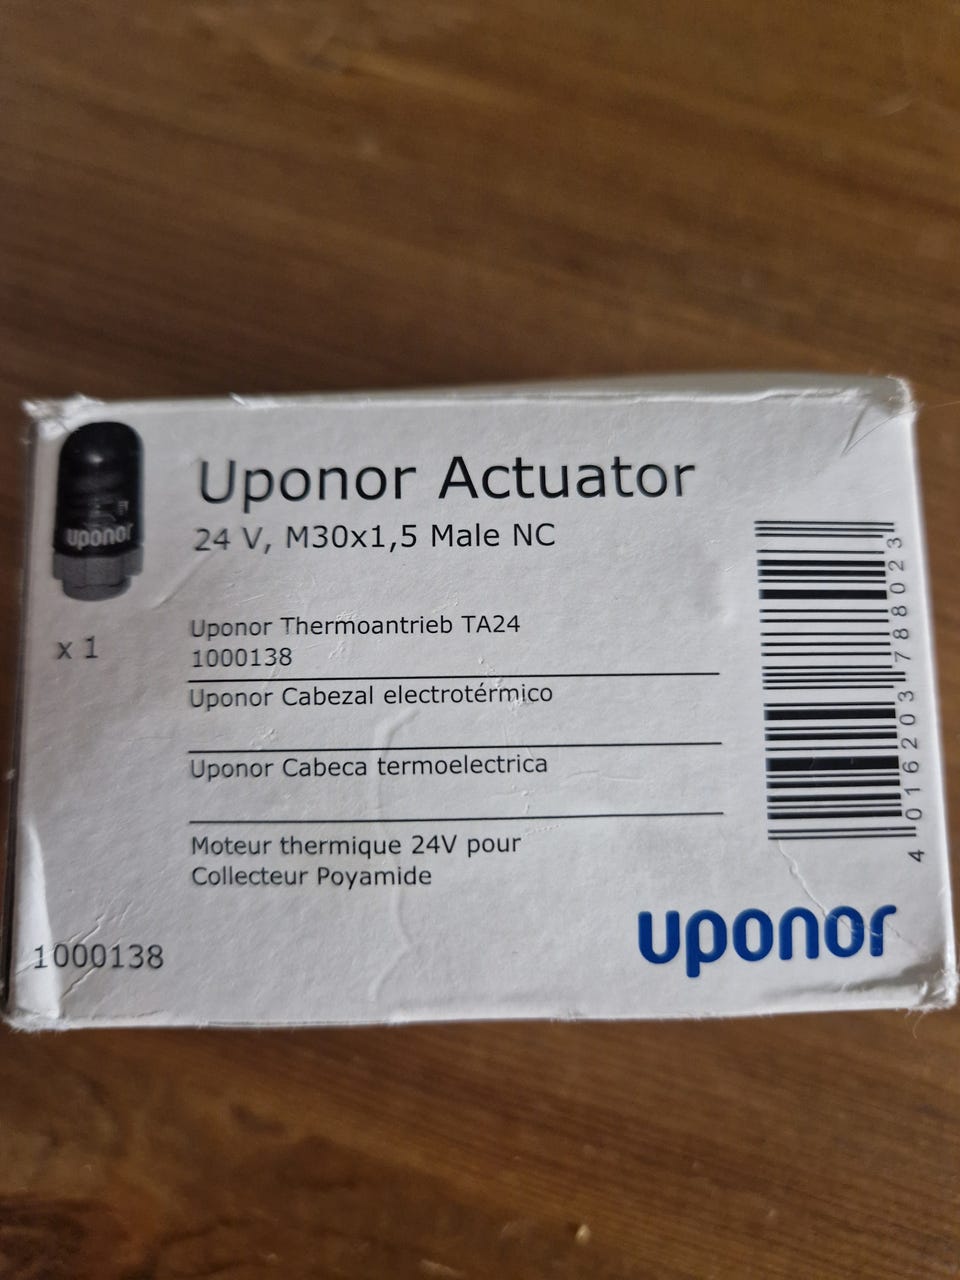 uponor
x 1
Uponor Actuator
24 V, M30x1,5 Male NC
Uponor Thermoantrieb TA24
1000138
Uponor Cabezal electrotérmico
Uponor Cabeca termoelectrica
Moteur thermique 24V pour
Collecteur Poyamide
1000138
4 016203 788023
uponor